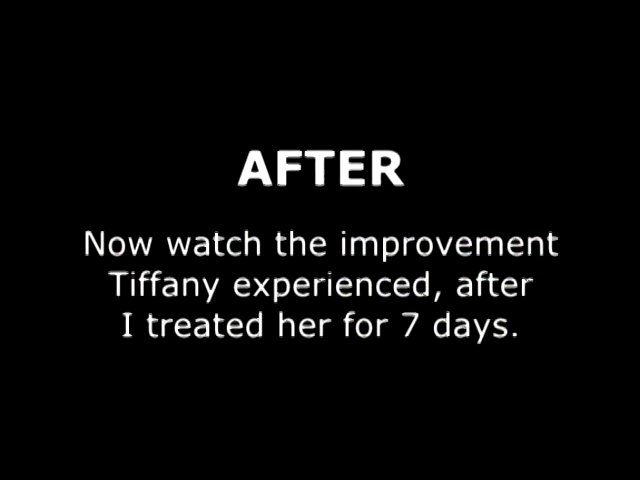 AFTER
Now watch the improvement
Tiffany experienced, after
I treated her for 7 days.